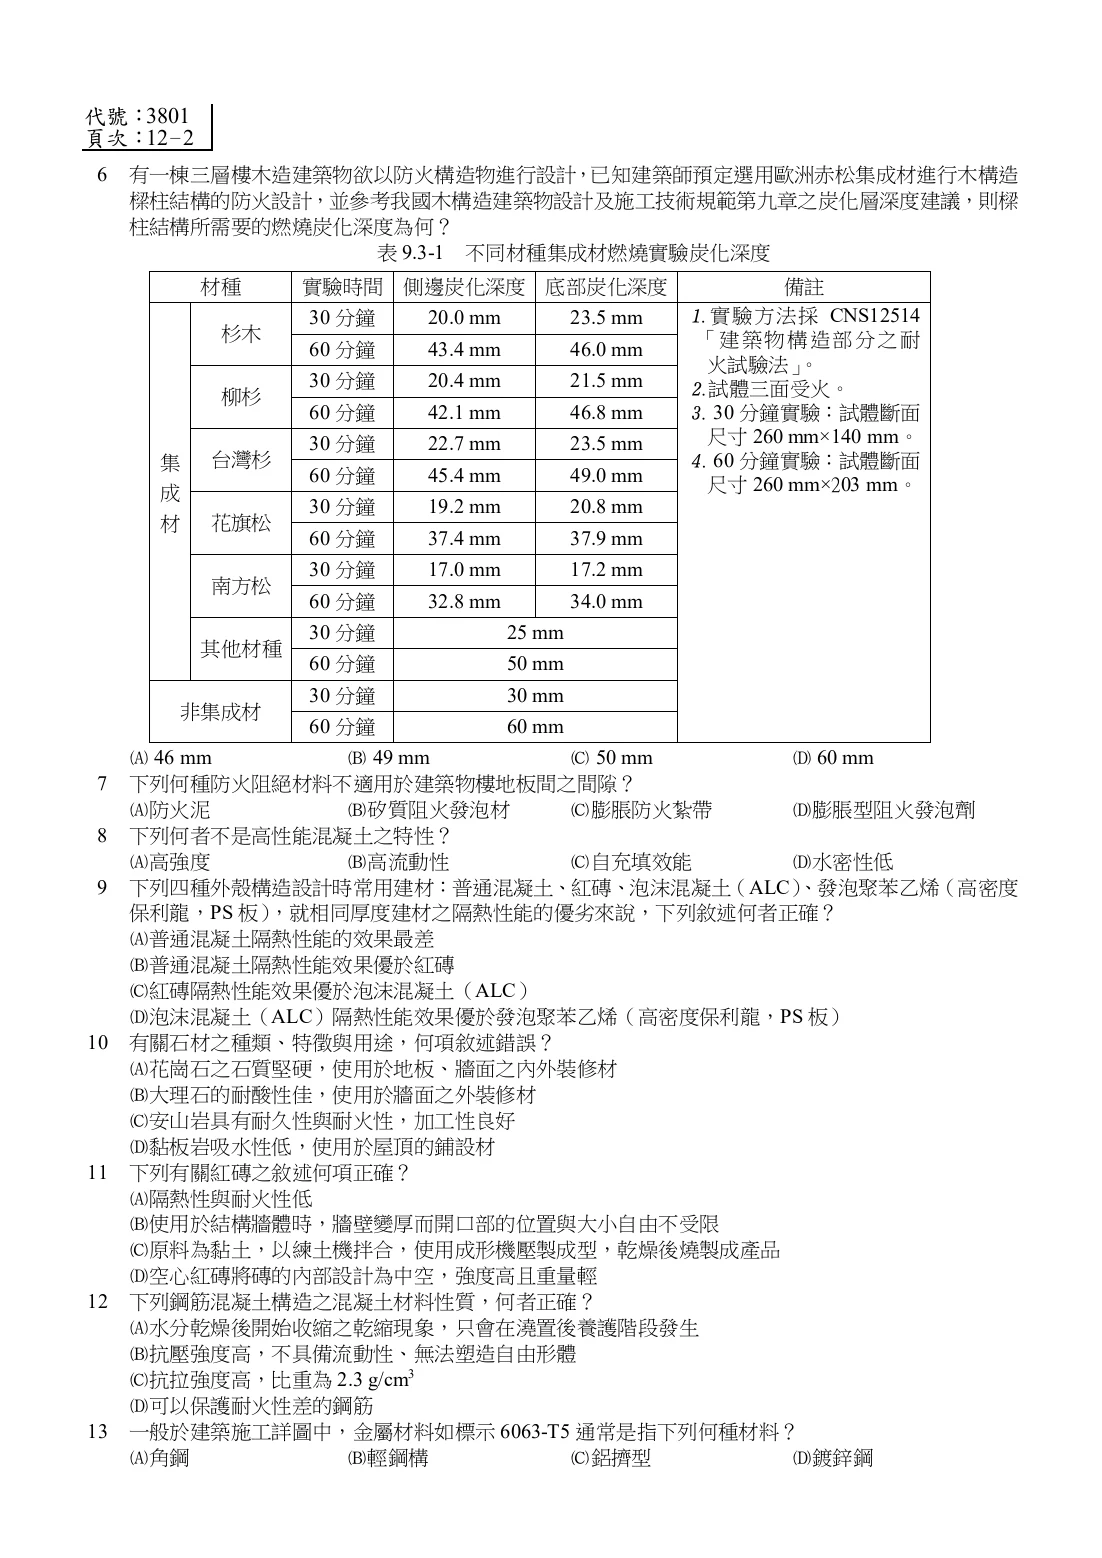 代號：3801
頁次：12－2
6 有一棟三層樓木造建築物欲以防火構造物進行設計，已知建築師預定選用歐洲赤松集成材進行木構造
樑柱結構的防火設計，並參考我國木構造建築物設計及施工技術規範第九章之炭化層深度建議，則樑
柱結構所需要的燃燒炭化深度為何？
表 9.3-1 不同材種集成材燃燒實驗炭化深度
材種 實驗時間 側邊炭化深度 底部炭化深度 備註
集成材
杉木 30 分鐘 20.0 mm 23.5 mm
60 分鐘 43.4 mm 46.0 mm
柳杉 30 分鐘 20.4 mm 21.5 mm
60 分鐘 42.1 mm 46.8 mm
台灣杉 30 分鐘 22.7 mm 23.5 mm
60 分鐘 45.4 mm 49.0 mm
花旗松 30 分鐘 19.2 mm 20.8 mm
60 分鐘 37.4 mm 37.9 mm
南方松 30 分鐘 17.0 mm 17.2 mm
60 分鐘 32.8 mm 34.0 mm
其他材種 30 分鐘 25 mm
60 分鐘 50 mm
非集成材 30 分鐘 30 mm
60 分鐘 60 mm
1. 實驗方法採 CNS12514
「建築物構造部分之耐
火試驗法」。
2.試體三面受火。
3. 30 分鐘實驗：試體斷面
尺寸 260 mm×140 mm。
4. 60 分鐘實驗：試體斷面
尺寸 260 mm×203 mm。
(A) 46 mm (B) 49 mm (C) 50 mm (D) 60 mm
7 下列何種防火阻絕材料不適用於建築物樓地板間之間隙？
(A)防火泥 (B)矽質阻火發泡材 (C)膨脹防火紮帶 (D)膨脹型阻火發泡劑
8 下列何者不是高性能混凝土之特性？
(A)高強度 (B)高流動性 (C)自充填效能 (D)水密性低
9 下列四種外殼構造設計時常用建材：普通混凝土、紅磚、泡沫混凝土（ALC）、發泡聚苯乙烯（高密度
保利龍，PS 板），就相同厚度建材之隔熱性能的優劣來說，下列敘述何者正確？
(A)普通混凝土隔熱性能的效果最差
(B)普通混凝土隔熱性能效果優於紅磚
(C)紅磚隔熱性能效果優於泡沫混凝土（ALC）
(D)泡沫混凝土（ALC）隔熱性能效果優於發泡聚苯乙烯（高密度保利龍，PS 板）
10 有關石材之種類、特徵與用途，何項敘述錯誤？
(A)花崗石之石質堅硬，使用於地板、牆面之內外裝修材
(B)大理石的耐酸性佳，使用於牆面之外裝修材
(C)安山岩具有耐久性與耐火性，加工性良好
(D)黏板岩吸水性低，使用於屋頂的鋪設材
11 下列有關紅磚之敘述何項正確？
(A)隔熱性與耐火性低
(B)使用於結構牆體時，牆壁變厚而開口部的位置與大小自由不受限
(C)原料為黏土，以練土機拌合，使用成形機壓製成型，乾燥後燒製成產品
(D)空心紅磚將磚的內部設計為中空，強度高且重量輕
12 下列鋼筋混凝土構造之混凝土材料性質，何者正確？
(A)水分乾燥後開始收縮之乾縮現象，只會在澆置後養護階段發生
(B)抗壓強度高，不具備流動性、無法塑造自由形體
(C)抗拉強度高，比重為 2.3 g/cm³
(D)可以保護耐火性差的鋼筋
13 一般於建築施工詳圖中，金屬材料如標示 6063-T5 通常是指下列何種材料？
(A)角鋼 (B)輕鋼構 (C)鋁擠型 (D)鍍鋅鋼